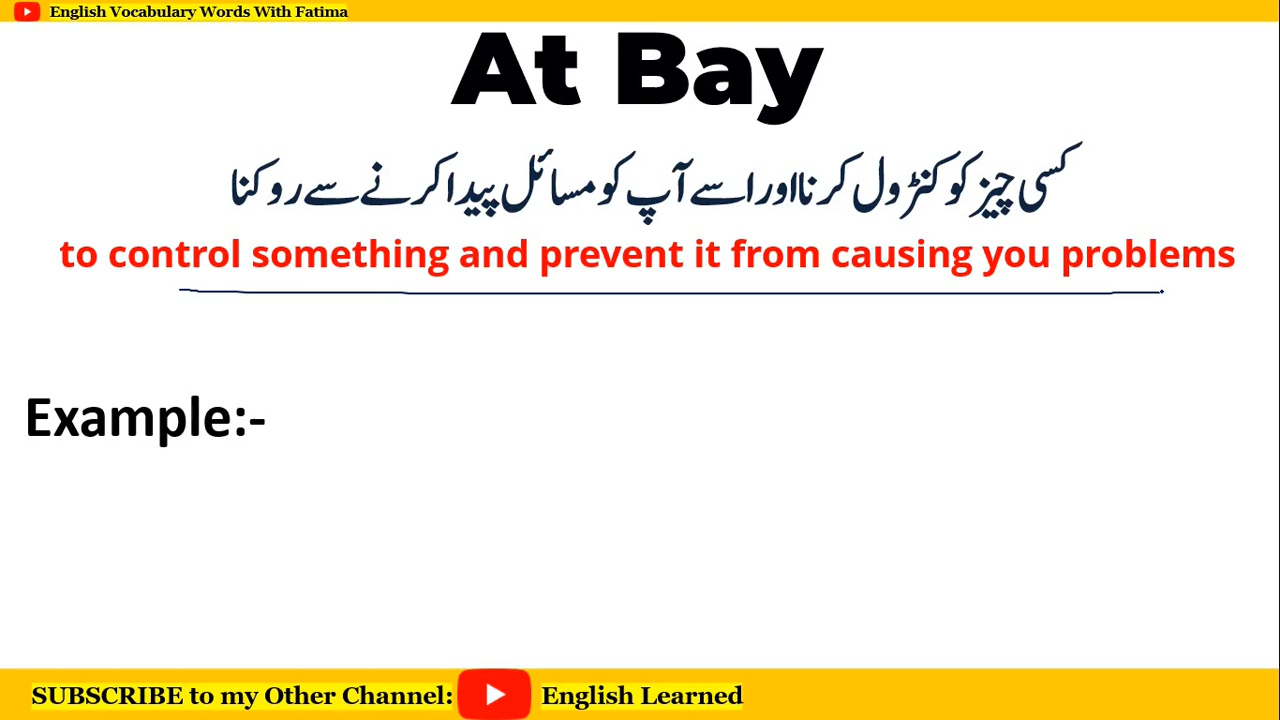 English Vocabulary Words With Fatima
At Bay
کسی چیز کو کنٹرول کرنا اور اسے آپ کو مسائل پیدا کرنے سے روکنا
to control something and prevent it from causing you problems
Example:-
SUBSCRIBE to my Other Channel: English Learned